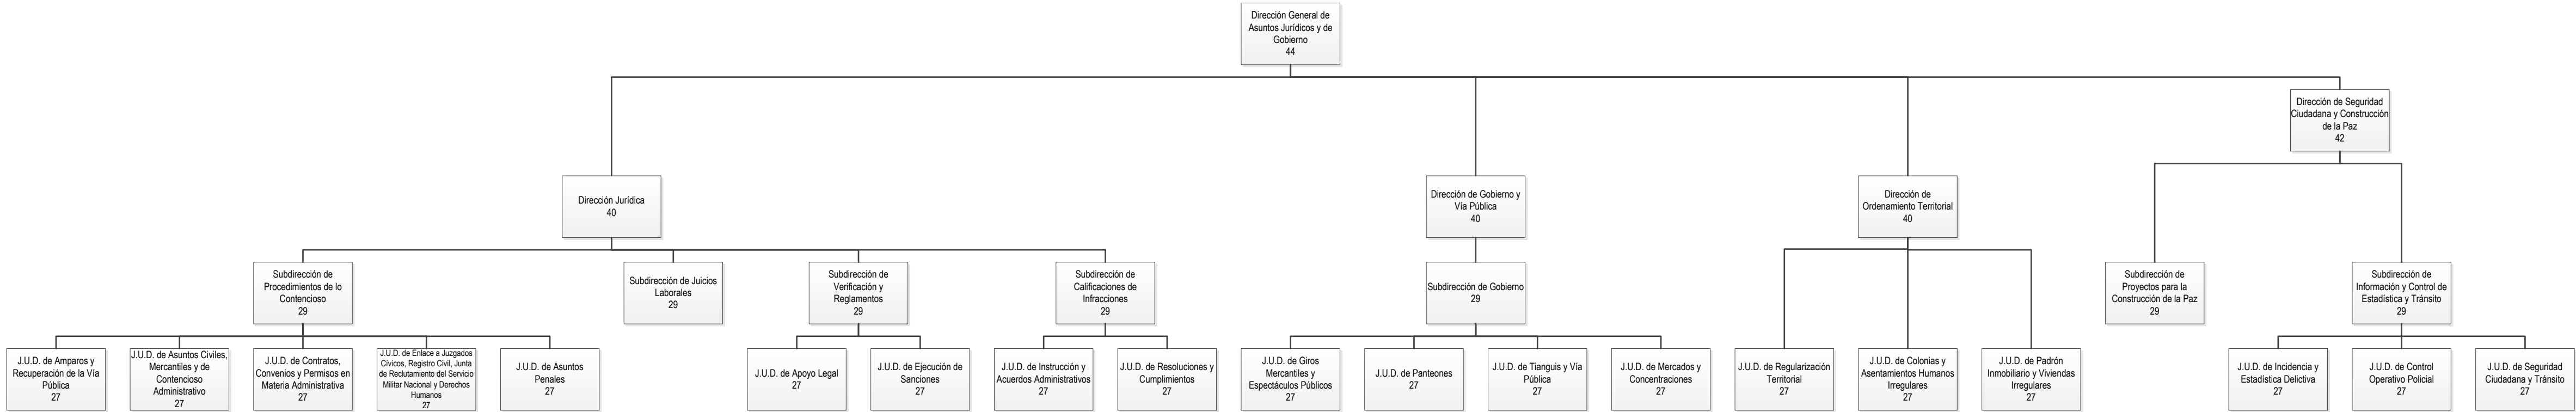 Dirección General de
Asuntos Jurídicos y de
Gobierno
44
Dirección de Seguridad
Ciudadana y Construcción
de la Paz
42
Dirección Jurídica
40
Dirección de Gobierno y
Vía Pública
40
Dirección de
Ordenamiento Territorial
40
Subdirección de
Procedimientos de lo
Contencioso
29
Subdirección de Juicios
Laborales
29
Subdirección de
Verificación y
Reglamentos
29
Subdirección de
Calificaciones de
Infracciones
29
Subdirección de Gobierno
29
Subdirección de
Proyectos para la
Construcción de la Paz
29
Subdirección de
Información y Control de
Estadística y Tránsito
29
J.U.D. de Amparos y
Recuperación de la Vía
Pública
27
J.U.D. de Asuntos Civiles,
Mercantiles y de
Contencioso
Administrativo
27
J.U.D. de Contratos,
Convenios y Permisos en
Materia Administrativa
27
J.U.D. de Enlace a Juzgados
Cívicos, Registro Civil, Junta
de Reclutamiento del Servicio
Militar Nacional y Derechos
Humanos
27
J.U.D. de Asuntos
Penales
27
J.U.D. de Apoyo Legal
27
J.U.D. de Ejecución de
Sanciones
27
J.U.D. de Instrucción y
Acuerdos Administrativos
27
J.U.D. de Resoluciones y
Cumplimientos
27
J.U.D. de Giros
Mercantiles y
Espectáculos Públicos
27
J.U.D. de Panteones
27
J.U.D. de Tianguis y Vía
Pública
27
J.U.D. de Mercados y
Concentraciones
27
J.U.D. de Regularización
Territorial
27
J.U.D. de Colonias y
Asentamientos Humanos
Irregulares
27
J.U.D. de Padrón
Inmobiliario y Viviendas
Irregulares
27
J.U.D. de Incidencia y
Estadística Delictiva
27
J.U.D. de Control
Operativo Policial
27
J.U.D. de Seguridad
Ciudadana y Tránsito
27